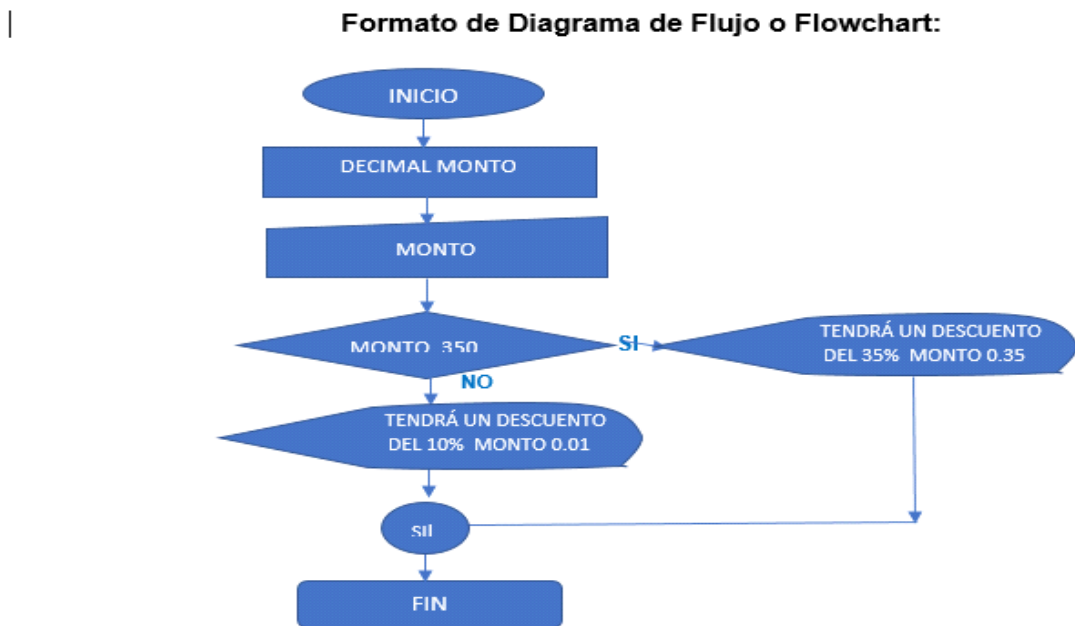 Formato de Diagrama de Flujo o Flowchart:
INICIO
DECIMAL MONTO
MONTO
MONTO 350
SI
TENDRÁ UN DESCUENTO
DEL 35% MONTO 0.35
NO
TENDRÁ UN DESCUENTO
DEL 10% MONTO 0.01
FIN